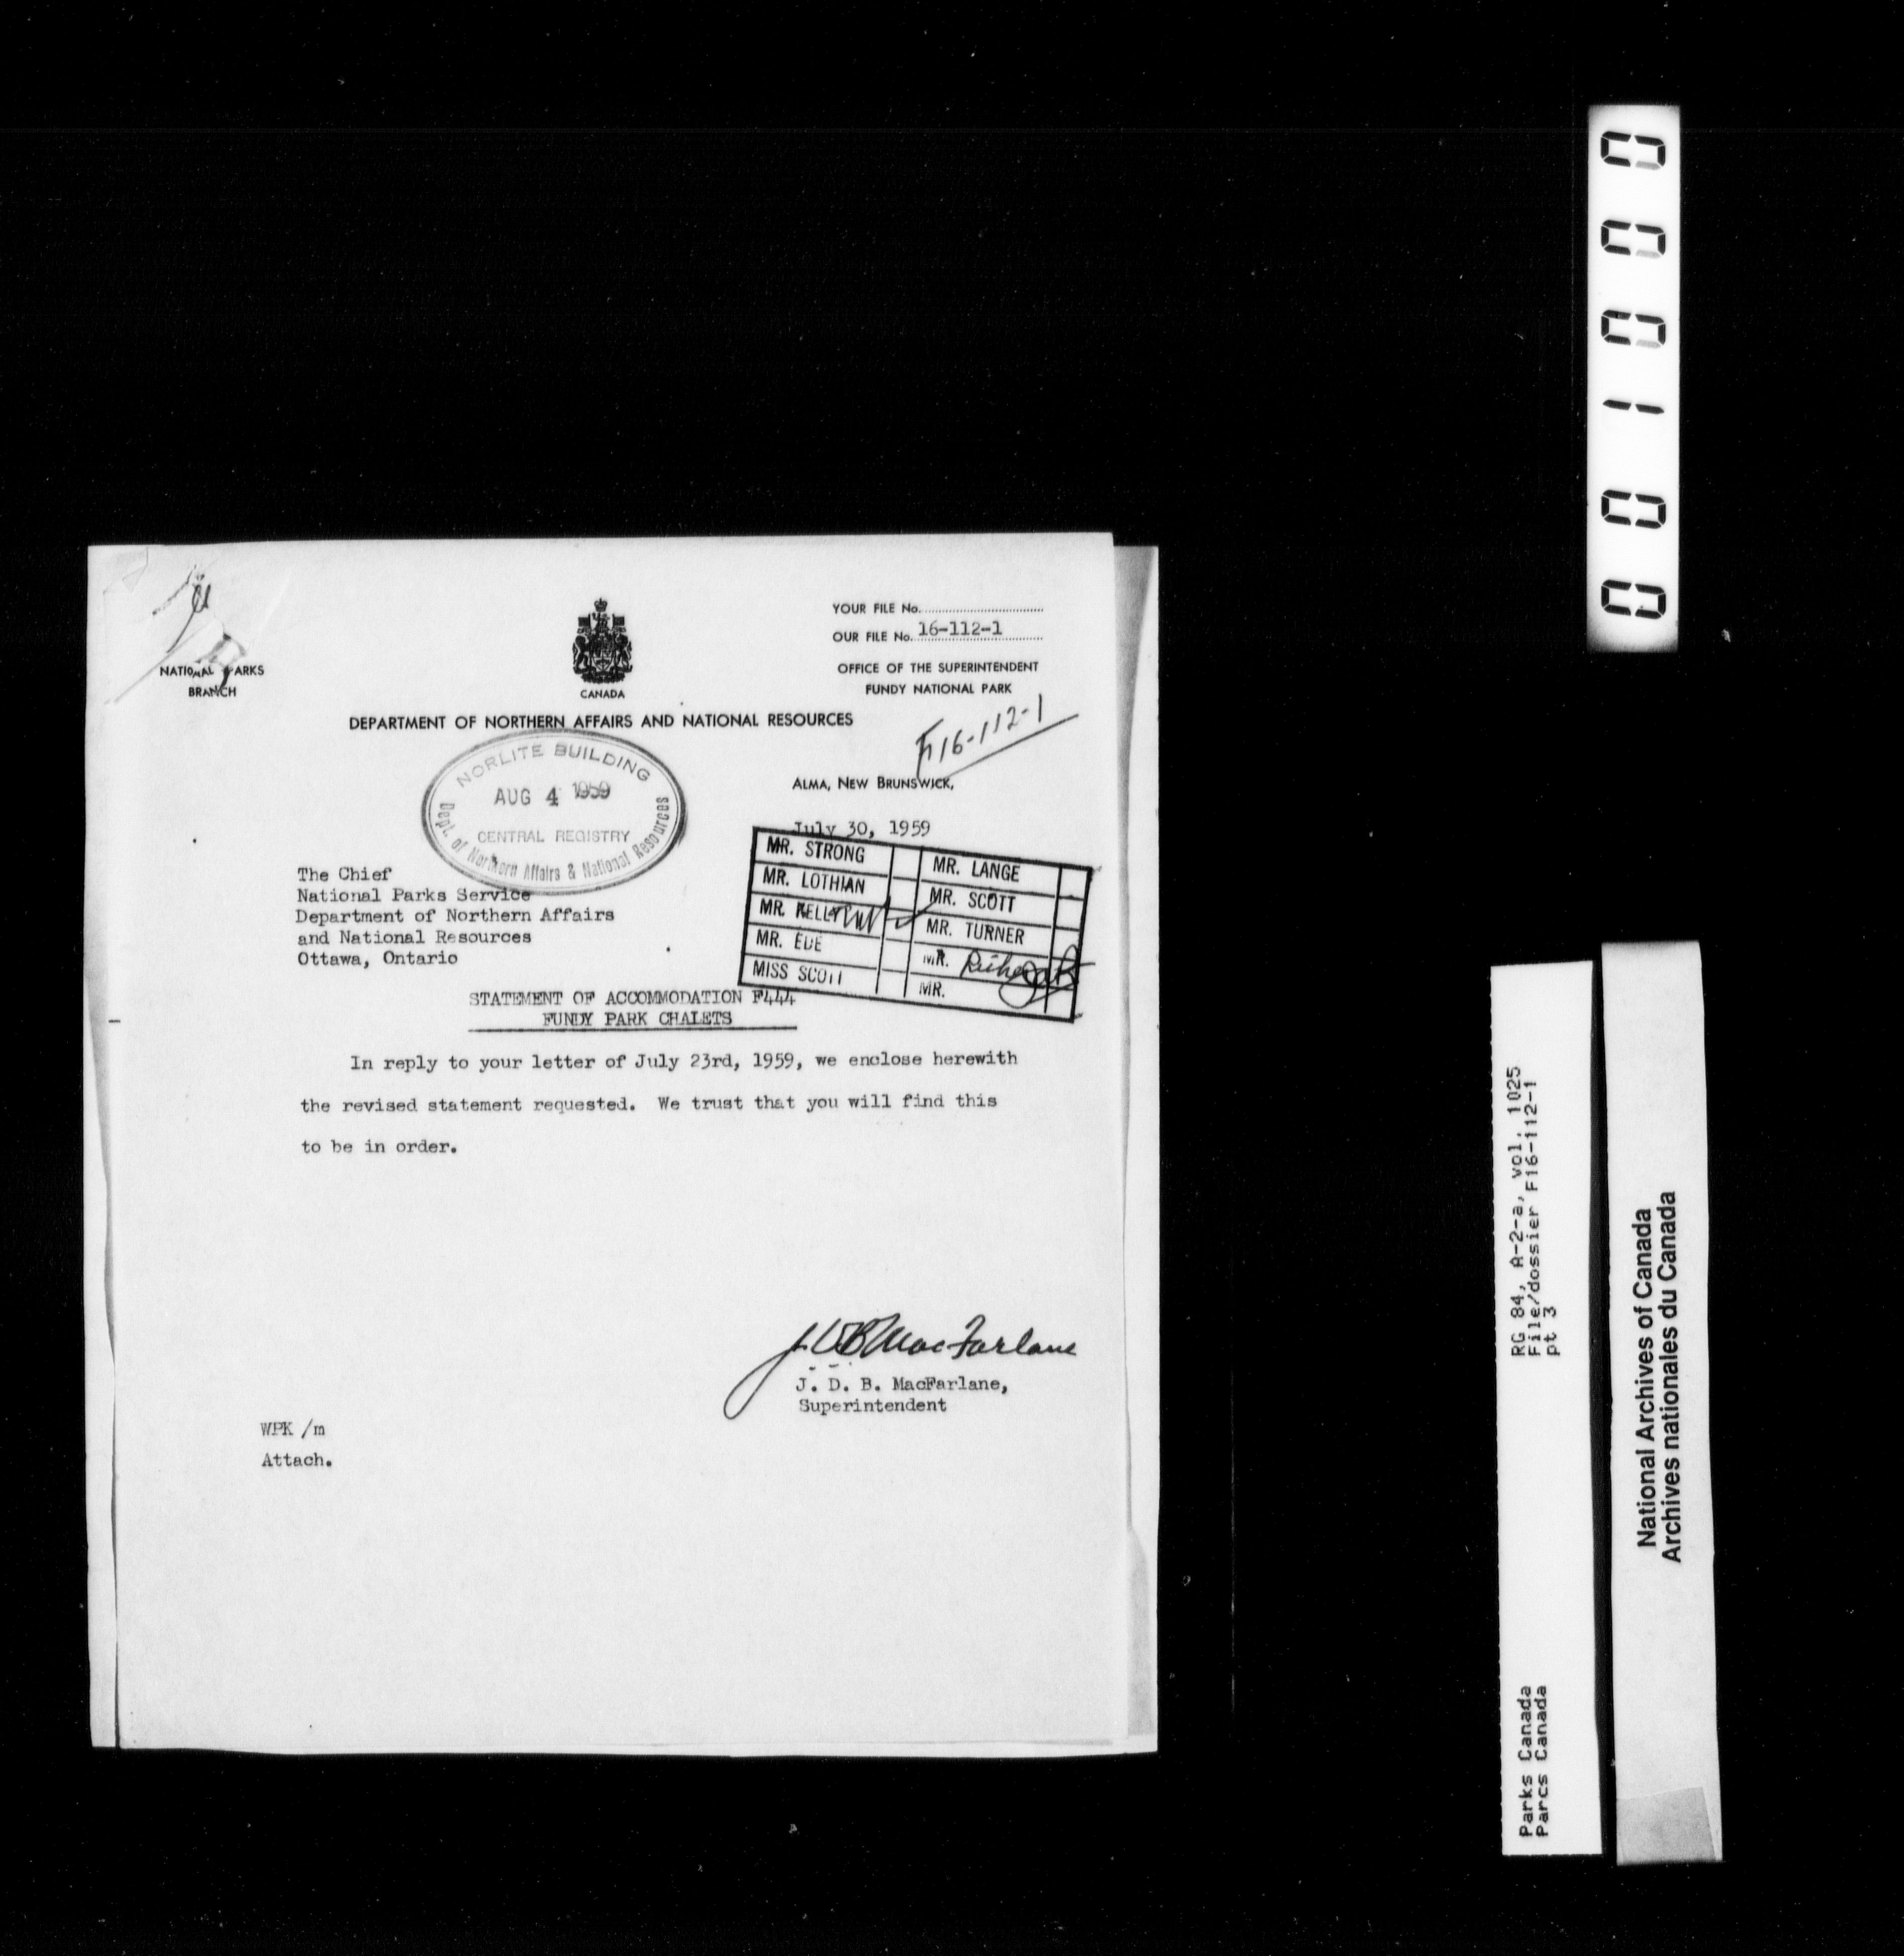 YOUR FILE No.
OUR FILE No. 16-112-1
OFFICE OF THE SUPERINTENDENT
FUNDY NATIONAL PARK
NATIONAL PARKS
BRANCH
CANADA
DEPARTMENT OF NORTHERN AFFAIRS AND NATIONAL RESOURCES
F16-112-1
NORLITE BUILDING
AUG 4 1959
CENTRAL REGISTRY
Dept. of Northern Affairs & National Resources
ALMA, NEW BRUNSWICK,
July 30, 1959
MR. STRONG MR. LANGE
MR. LOTHIAN MR. SCOTT
MR. KELLY MR. TURNER
MR. EDE MR.
MISS SCOTT MR.
The Chief
National Parks Service
Department of Northern Affairs
and National Resources
Ottawa, Ontario
STATEMENT OF ACCOMMODATION F444
FUNDY PARK CHALETS
In reply to your letter of July 23rd, 1959, we enclose herewith
the revised statement requested. We trust that you will find this
to be in order.
J. D. B. MacFarlane
J. D. B. MacFarlane,
Superintendent
WPK /m
Attach.
001000
RG 84, A-2-a, vol. 1025
File/dossier F16-112-1
pt 3
Parks Canada
Parcs Canada
National Archives of Canada
Archives nationales du Canada